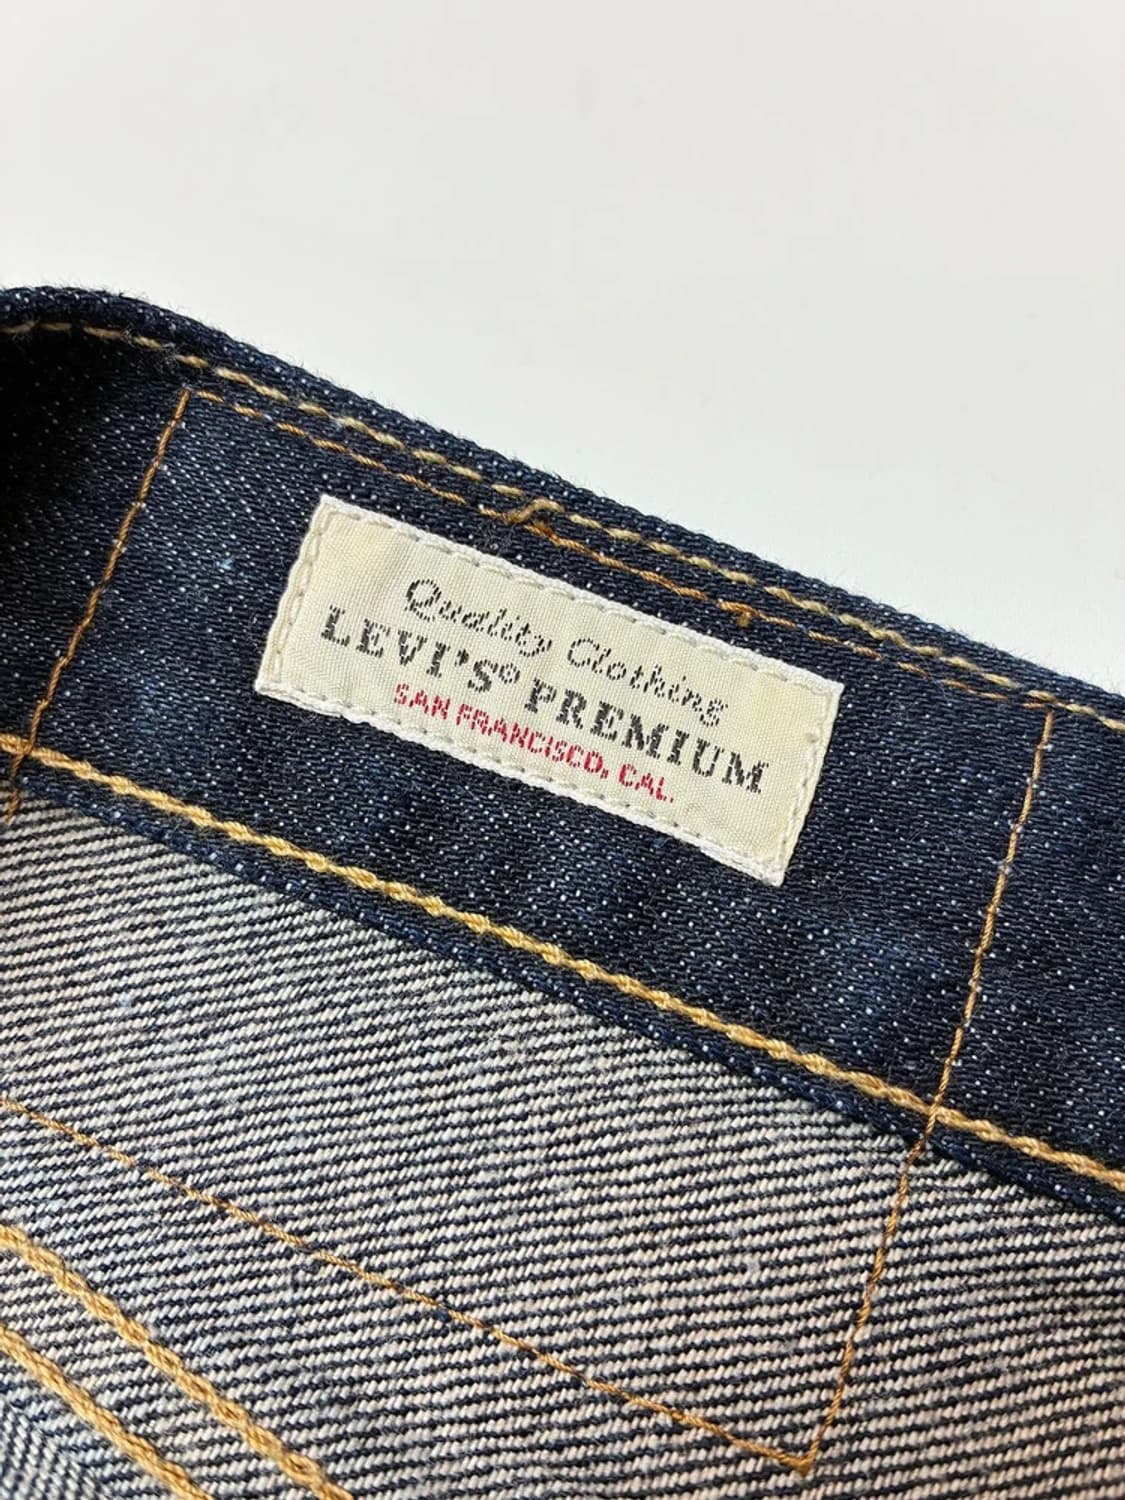 Quality Clothing
LEVI'S® PREMIUM
SAN FRANCISCO, CAL.